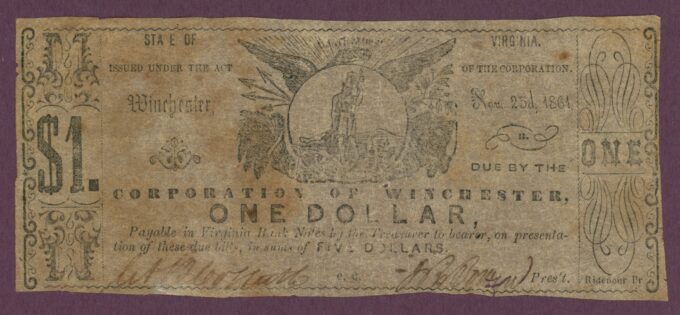 STATE OF VIRGINIA.
ISSUED UNDER THE ACT OF THE CORPORATION.
Winchester, Nov. 23d, 1861
B.
$1.
ONE
DUE BY THE
CORPORATION OF WINCHESTER,
ONE DOLLAR,
Payable in Virginia Bank Notes by the Treasurer to bearer, on presenta-
tion of these due bills, in sums of FIVE DOLLARS.
C. C. Pres't. Ridenour Pr